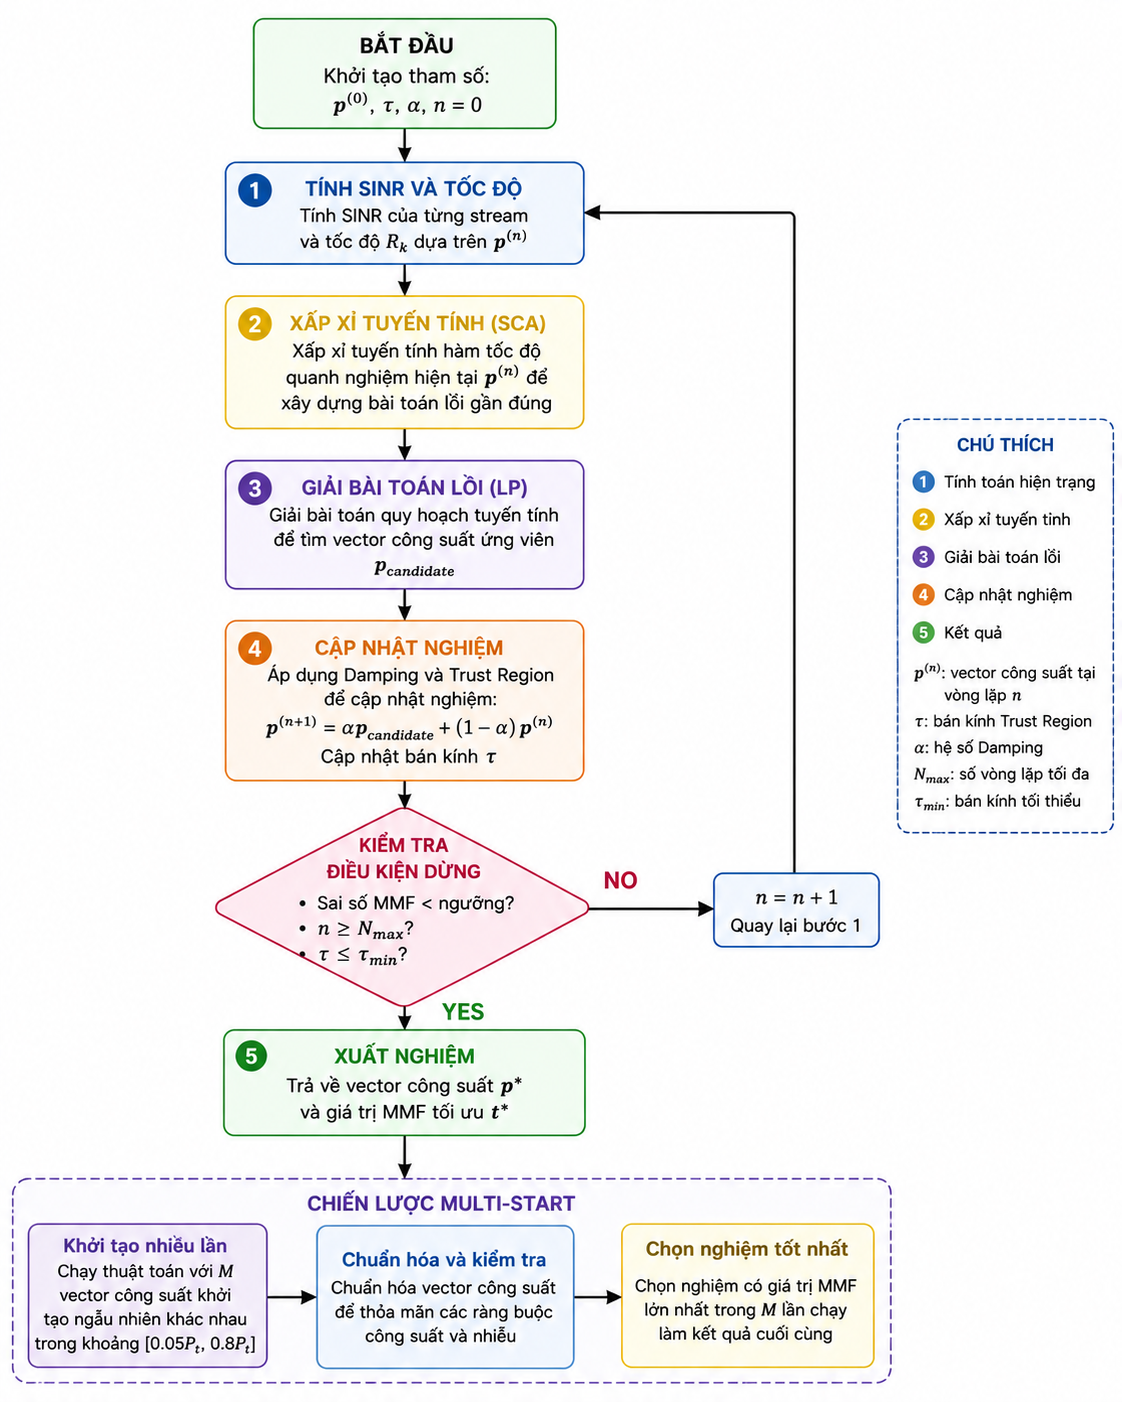 BẮT ĐẦU
Khởi tạo tham số:
p^(0), τ, α, n = 0
1
TÍNH SINR VÀ TỐC ĐỘ
Tính SINR của từng stream
và tốc độ R_k dựa trên p^(n)
2
XẤP XỈ TUYẾN TÍNH (SCA)
Xấp xỉ tuyến tính hàm tốc độ
quanh nghiệm hiện tại p^(n) để
xây dựng bài toán lồi gần đúng
3
GIẢI BÀI TOÁN LỒI (LP)
Giải bài toán quy hoạch tuyến tính
để tìm vector công suất ứng viên
p_candidate
4
CẬP NHẬT NGHIỆM
Áp dụng Damping và Trust Region
để cập nhật nghiệm:
p^(n+1) = αp_candidate + (1 − α) p^(n)
Cập nhật bán kính τ
KIỂM TRA
ĐIỀU KIỆN DỪNG
• Sai số MMF < ngưỡng?
• n ≥ N_max?
• τ ≤ τ_min?
NO
n = n + 1
Quay lại bước 1
YES
5
XUẤT NGHIỆM
Trả về vector công suất p*
và giá trị MMF tối ưu t*
CHIẾN LƯỢC MULTI-START
Khởi tạo nhiều lần
Chạy thuật toán với M
vector công suất khởi
tạo ngẫu nhiên khác nhau
trong khoảng [0.05P_t, 0.8P_t]
Chuẩn hóa và kiểm tra
Chuẩn hóa vector công suất
để thỏa mãn các ràng buộc
công suất và nhiễu
Chọn nghiệm tốt nhất
Chọn nghiệm có giá trị MMF
lớn nhất trong M lần chạy
làm kết quả cuối cùng
CHÚ THÍCH
1 Tính toán hiện trạng
2 Xấp xỉ tuyến tinh
3 Giải bài toán lồi
4 Cập nhật nghiệm
5 Kết quả
p^(n): vector công suất tại
vòng lặp n
τ: bán kính Trust Region
α: hệ số Damping
N_max: số vòng lặp tối đa
τ_min: bán kính tối thiểu